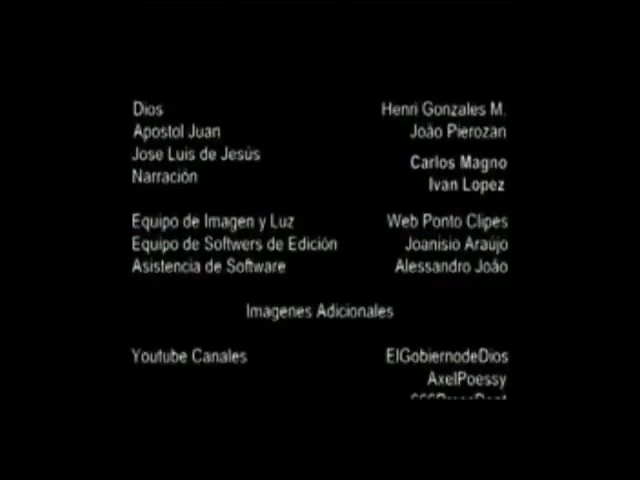 Dios Henri Gonzales M.
Apostol Juan João Pierozan
Jose Luis de Jesús Carlos Magno
Narración Ivan Lopez
Equipo de Imagen y Luz Web Ponto Clipes
Equipo de Softwers de Edición Joanisio Araújo
Asistencia de Software Alessandro João
Imagenes Adicionales
Youtube Canales ElGobiernodeDios
AxelPoessy